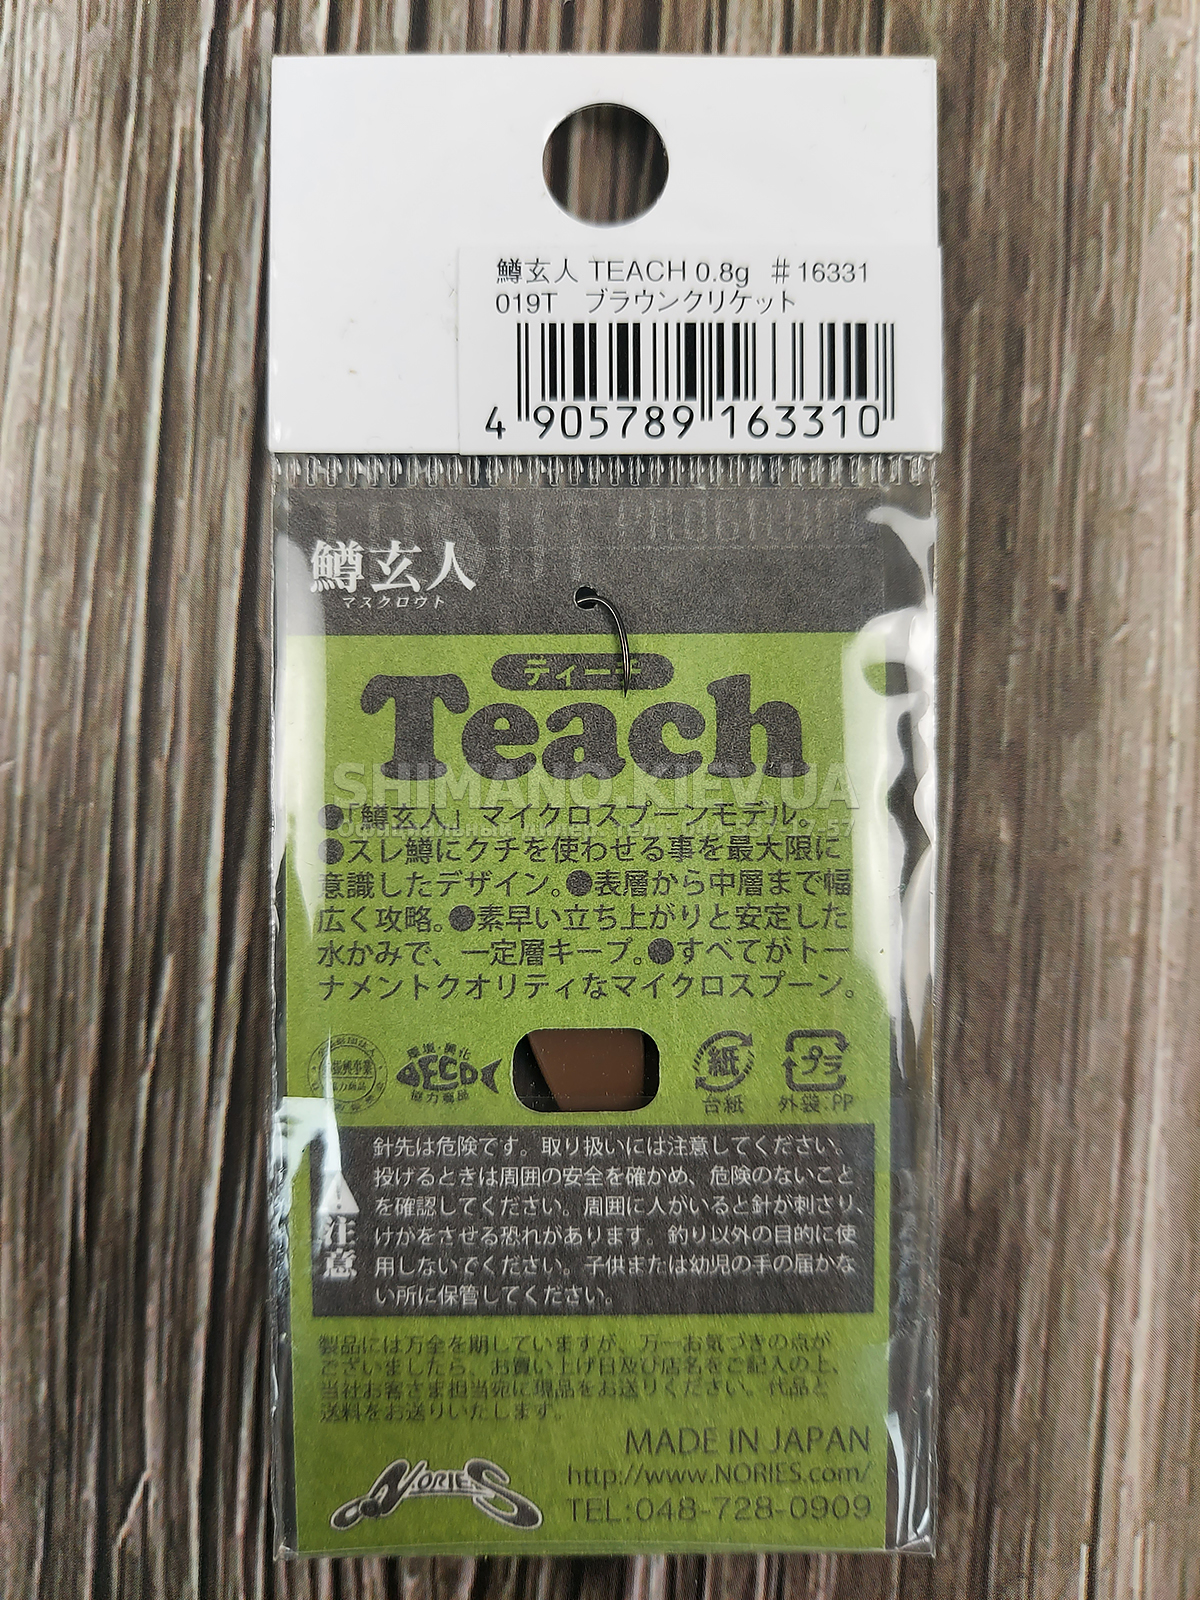 鱒玄人 TEACH 0.8g #16331
019T ブラウンクリケット
4 905789 163310
鱒玄人
マスクロウト
ティーチ
Teach
SHIMANO.KIEV.UA
●「鱒玄人」マイクロスプーンモデル。
Официальный дилер. тел.: 044-537-17-57
●スレ鱒にクチを使わせる事を最大限に
意識したデザイン。●表層から中層まで幅
広く攻略。●素早い立ち上がりと安定した
水かみで、一定層キープ。●すべてがトー
ナメントクオリティなマイクロスプーン。
環境・美化
ECO
協力商品
紙
台紙
プラ
外袋:PP
注意
針先は危険です。取り扱いには注意してください。
投げるときは周囲の安全を確かめ、危険のないこと
を確認してください。周囲に人がいると針が刺さり、
けがをさせる恐れがあります。釣り以外の目的に使
用しないでください。子供または幼児の手の届かな
い所に保管してください。
製品には万全を期していますが、万一お気づきの点が
ございましたら、お買い上げ日及び店名をご記入の上、
当社お客さま担当宛に現品をお送りください。代品と
送料をお送りいたします。
MADE IN JAPAN
NORIES
http://www.NORIES.com/
TEL:048-728-0909